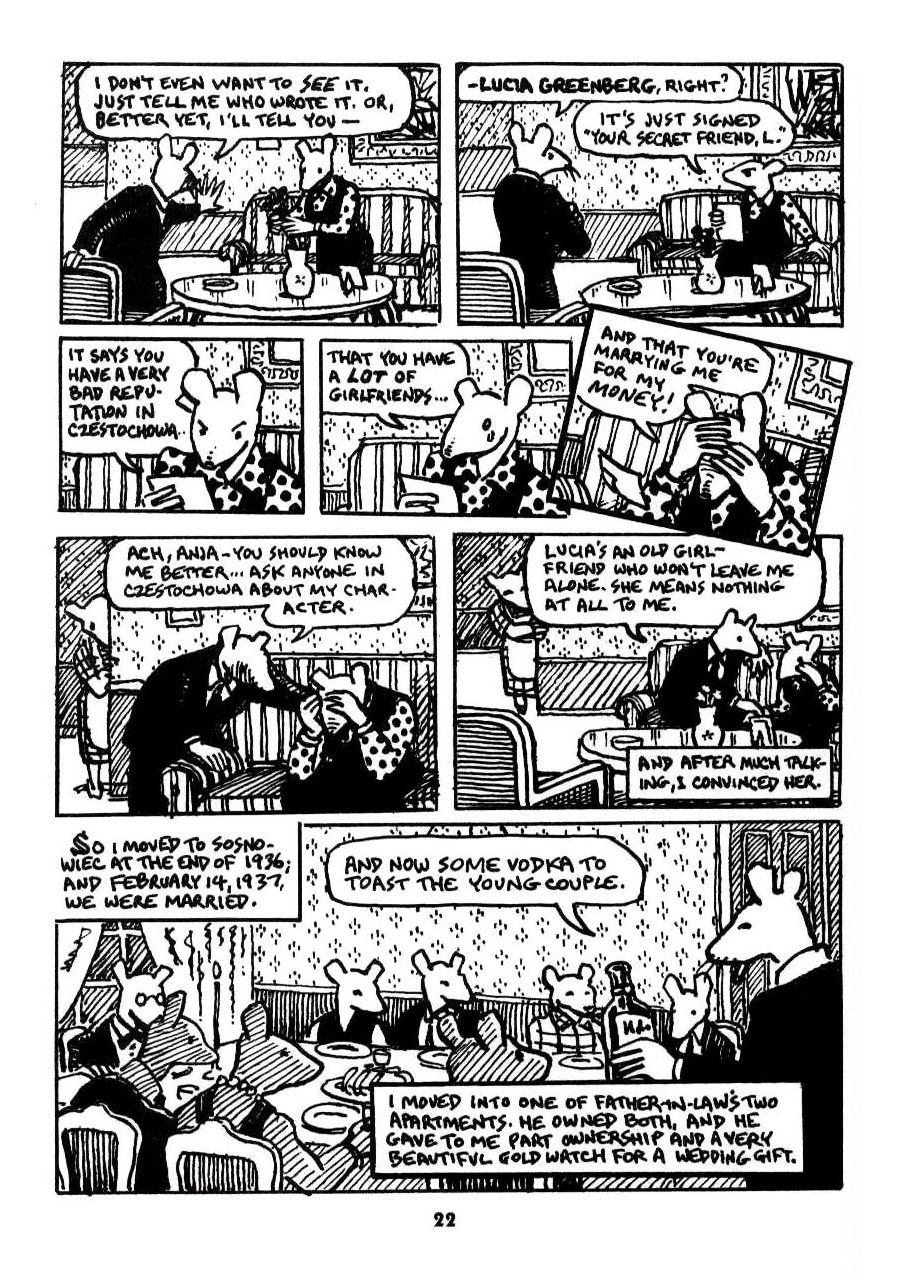 I DON'T EVEN WANT TO SEE IT.
JUST TELL ME WHO WROTE IT. OR,
BETTER YET, I'LL TELL YOU—
-LUCIA GREENBERG, RIGHT?
IT'S JUST SIGNED
"YOUR SECRET FRIEND, L."
IT SAYS YOU
HAVE A VERY
BAD REPU-
TATION IN
CZESTOCHOWA..
THAT YOU HAVE
A LOT OF
GIRLFRIENDS...
AND THAT YOU'RE
MARRYING ME
FOR MY
MONEY!
ACH, ANJA-YOU SHOULD KNOW
ME BETTER... ASK ANYONE IN
CZESTOCHOWA ABOUT MY CHAR-
ACTER.
LUCIA'S AN OLD GIRL-
FRIEND WHO WON'T LEAVE ME
ALONE. SHE MEANS NOTHING
AT ALL TO ME.
AND AFTER MUCH TALK-
ING, I CONVINCED HER.
SO I MOVED TO SOSNO-
WIEC AT THE END OF 1936;
AND FEBRUARY 14, 1937,
WE WERE MARRIED.
AND NOW SOME VODKA TO
TOAST THE YOUNG COUPLE.
I MOVED INTO ONE OF FATHER-IN-LAW'S TWO
APARTMENTS. HE OWNED BOTH, AND HE
GAVE TO ME PART OWNERSHIP AND A VERY
BEAUTIFUL GOLD WATCH FOR A WEDDING GIFT.
22